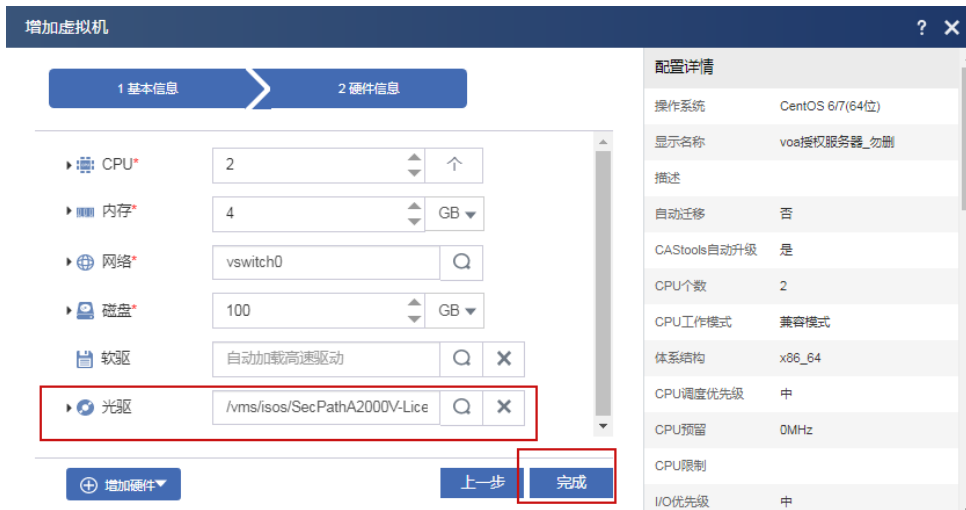 增加虚拟机 ?
1 基本信息 2 硬件信息
CPU* 2 个
内存* 4 GB
网络* vswitch0
磁盘* 100 GB
软驱 自动加载高速驱动
光驱 /vms/isos/SecPathA2000V-Lice
增加硬件 上一步 完成
配置详情
操作系统 CentOS 6/7(64位)
显示名称 voa授权服务器_勿删
描述
自动迁移 否
CAStools自动升级 是
CPU个数 2
CPU工作模式 兼容模式
体系结构 x86_64
CPU调度优先级 中
CPU预留 0MHz
CPU限制
I/O优先级 中